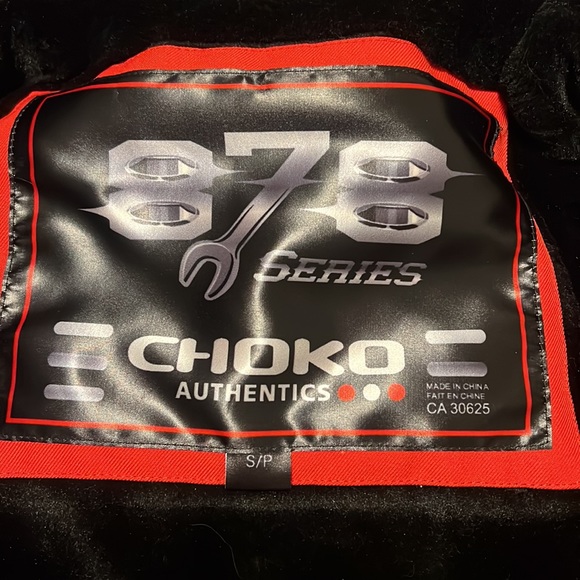 878
SERIES
CHOKO
AUTHENTICS
MADE IN CHINA
FAIT EN CHINE
CA 30625
S/P